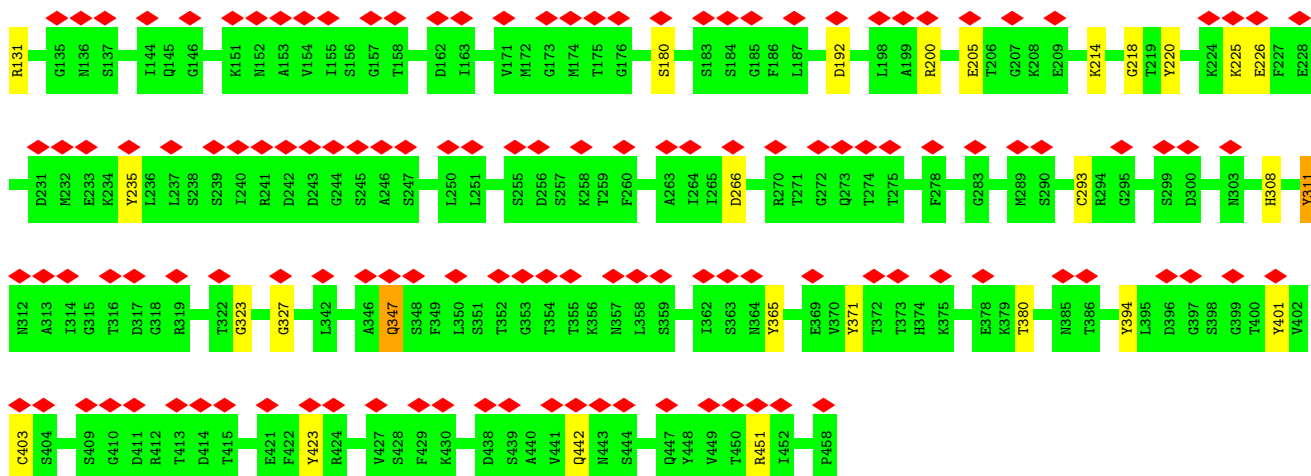 R131 G135 N136 S137 I144 Q145 G146 K151 N152 A153 V154 I155 S156 G157 T158 D162 I163 V171 M172 G173 M174 T175 G176 S180 S183 S184 G185 F186 L187 D192 L198 A199 R200 E205 T206 G207 K208 E209 K214 G218 T219 Y220 K224 K225 E226 F227 E228
D231 M232 E233 K234 Y235 L236 L237 S238 S239 I240 R241 D242 D243 G244 S245 A246 S247 L250 L251 S255 D256 S257 K258 T259 F260 A263 I264 I265 D266 R270 T271 G272 Q273 T274 T275 F278 G283 M289 S290 C293 R294 G295 S299 D300 N303 H308 Y311
N312 A313 I314 G315 T316 D317 G318 R319 T322 G323 G327 L342 A346 Q347 S348 F349 L350 S351 T352 G353 T354 T355 K356 N357 L358 S359 I362 S363 N364 Y365 E369 V370 Y371 T372 T373 H374 K375 E378 K379 T380 N385 T386 Y394 L395 D396 G397 S398 G399 T400 Y401 V402
C403 S404 S409 G410 D411 R412 T413 D414 T415 E421 F422 Y423 R424 V427 S428 F429 K430 D438 S439 A440 V441 Q442 N443 S444 Q447 Y448 V449 T450 R451 I452 P458